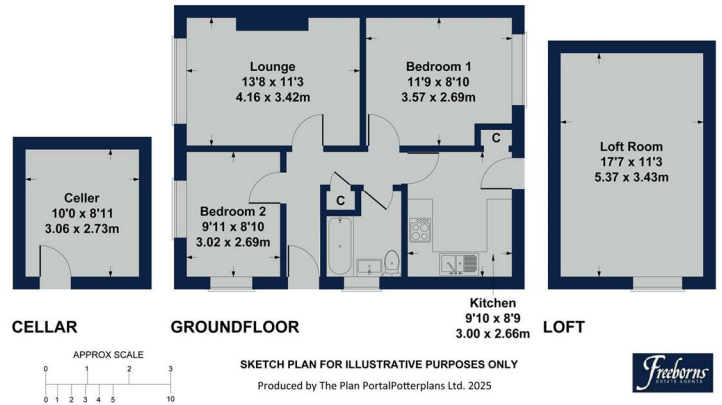 Lounge
13'8 x 11'3
4.16 x 3.42m
Bedroom 1
11'9 x 8'10
3.57 x 2.69m
C
Loft Room
17'7 x 11'3
5.37 x 3.43m
Celler
10'0 x 8'11
3.06 x 2.73m
Bedroom 2
9'11 x 8'10
3.02 x 2.69m
C
Kitchen
9'10 x 8'9
3.00 x 2.66m
CELLAR
GROUNDFLOOR
LOFT
APPROX SCALE
0 1 2 3
0 1 2 3 4 5 10
SKETCH PLAN FOR ILLUSTRATIVE PURPOSES ONLY
Produced by The Plan PortalPotterplans Ltd. 2025
Freeborns
ESTATE AGENTS